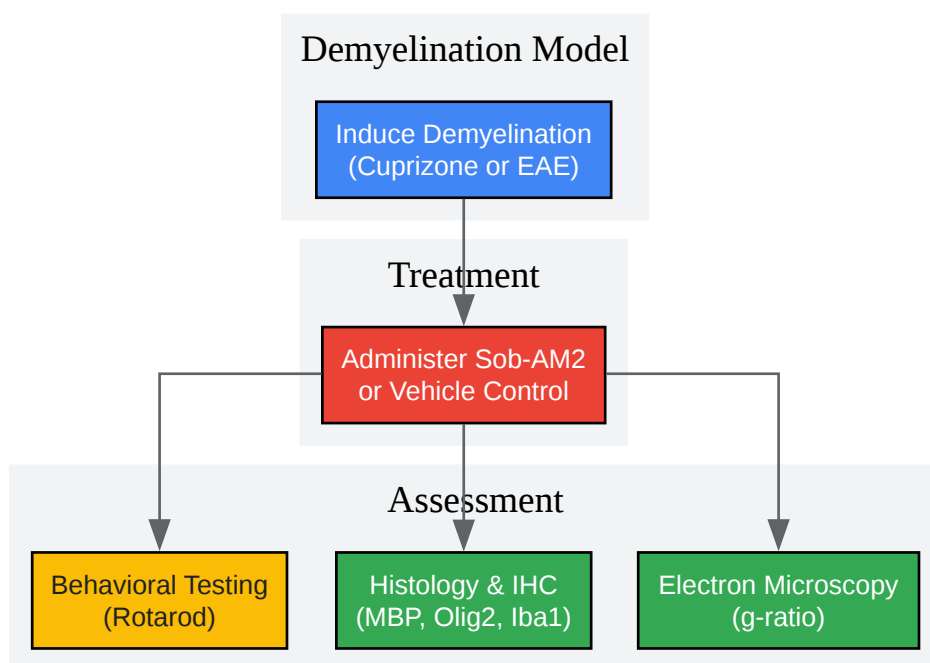 Demyelination Model
Induce Demyelination
(Cuprizone or EAE)
Treatment
Administer Sob-AM2
or Vehicle Control
Assessment
Behavioral Testing
(Rotarod)
Histology & IHC
(MBP, Olig2, Iba1)
Electron Microscopy
(g-ratio)